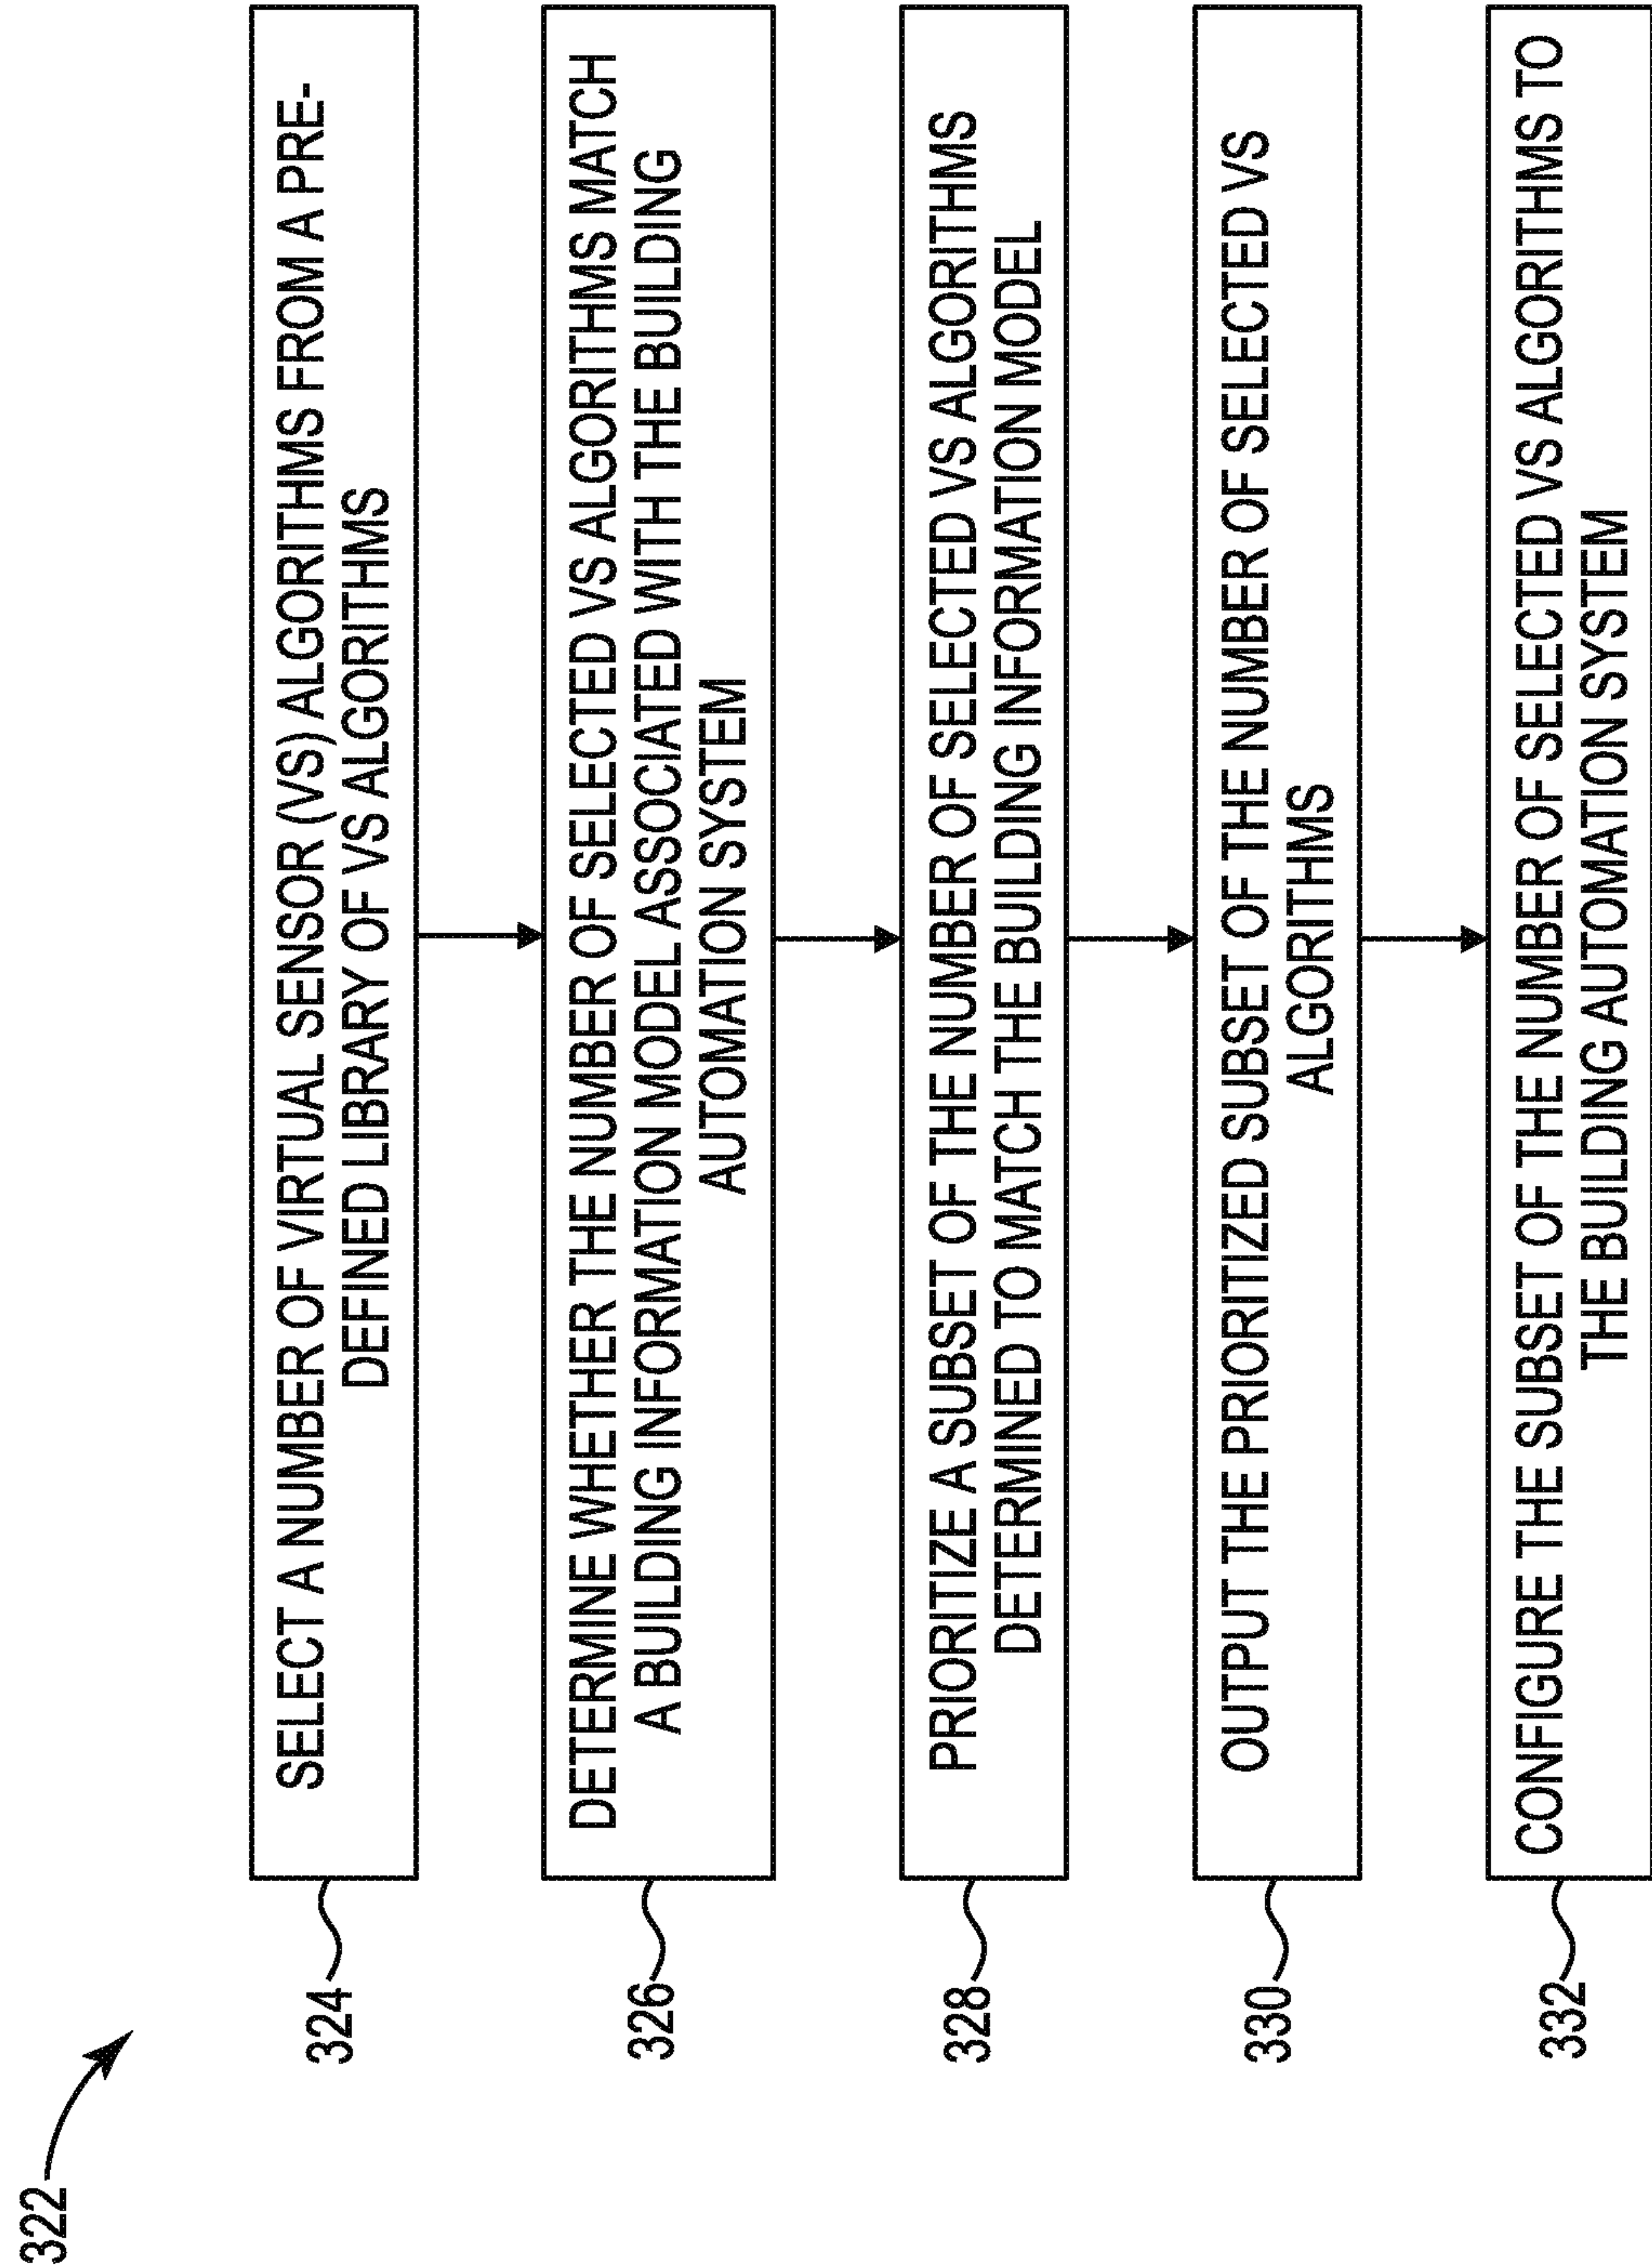 322
324
SELECT A NUMBER OF VIRTUAL SENSOR (VS) ALGORITHMS FROM A PRE-
DEFINED LIBRARY OF VS ALGORITHMS
326
DETERMINE WHETHER THE NUMBER OF SELECTED VS ALGORITHMS MATCH
A BUILDING INFORMATION MODEL ASSOCIATED WITH THE BUILDING
AUTOMATION SYSTEM
328
PRIORITIZE A SUBSET OF THE NUMBER OF SELECTED VS ALGORITHMS
DETERMINED TO MATCH THE BUILDING INFORMATION MODEL
330
OUTPUT THE PRIORITIZED SUBSET OF THE NUMBER OF SELECTED VS
ALGORITHMS
332
CONFIGURE THE SUBSET OF THE NUMBER OF SELECTED VS ALGORITHMS TO
THE BUILDING AUTOMATION SYSTEM